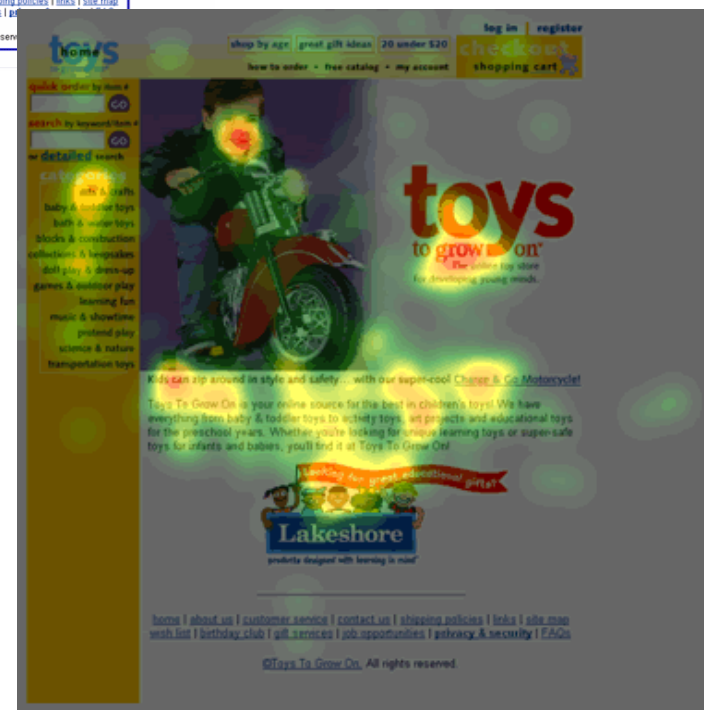 log in | register
toys
home
shop by age
great gift ideas
20 under $20
checkout
shopping cart
how to order • free catalog • my account
quick order by item #
GO
search by keyword/item #
GO
or detailed search
categories
arts & crafts
baby & toddler toys
bath & water toys
blocks & construction
collections & keepsakes
doll play & dress-up
games & outdoor play
learning fun
music & showtime
pretend play
science & nature
transportation toys
toys
to grow on®
The online toy store
for developing young minds.
Kids can zip around in style and safety... with our super-cool Charge & Go Motorcycle!
Toys To Grow On is your online source for the best in children's toys! We have
everything from baby & toddler toys to activity toys, art projects and educational toys
for the preschool years. Whether you're looking for unique learning toys or super-safe
toys for infants and babies, you'll find it at Toys To Grow On!
Looking for great educational gifts?
Lakeshore
products designed with learning in mind
home | about us | customer service | contact us | shipping policies | links | site map
wish list | birthday club | gift services | job opportunities | privacy & security | FAQs
©Toys To Grow On. All rights reserved.